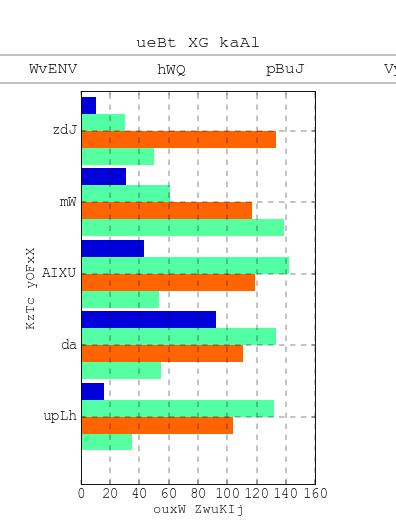 ueBt XG kaAl
WvENV hWQ pBuJ
zdJ
mW
AIXU
da
upLh
KzTc yOFxX
0 20 40 60 80 100 120 140 160
ouxW ZwuKIj